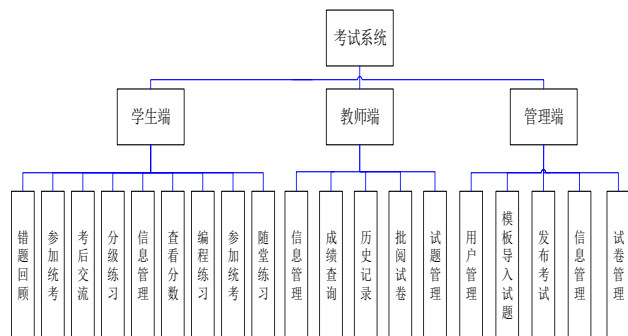 考试系统
学生端
教师端
管理端
错题回顾
参加统考
考后交流
分级练习
信息管理
查看分数
编程练习
参加统考
随堂练习
信息管理
成绩查询
历史记录
批阅试卷
试题管理
用户管理
模板导入试题
发布考试
信息管理
试卷管理